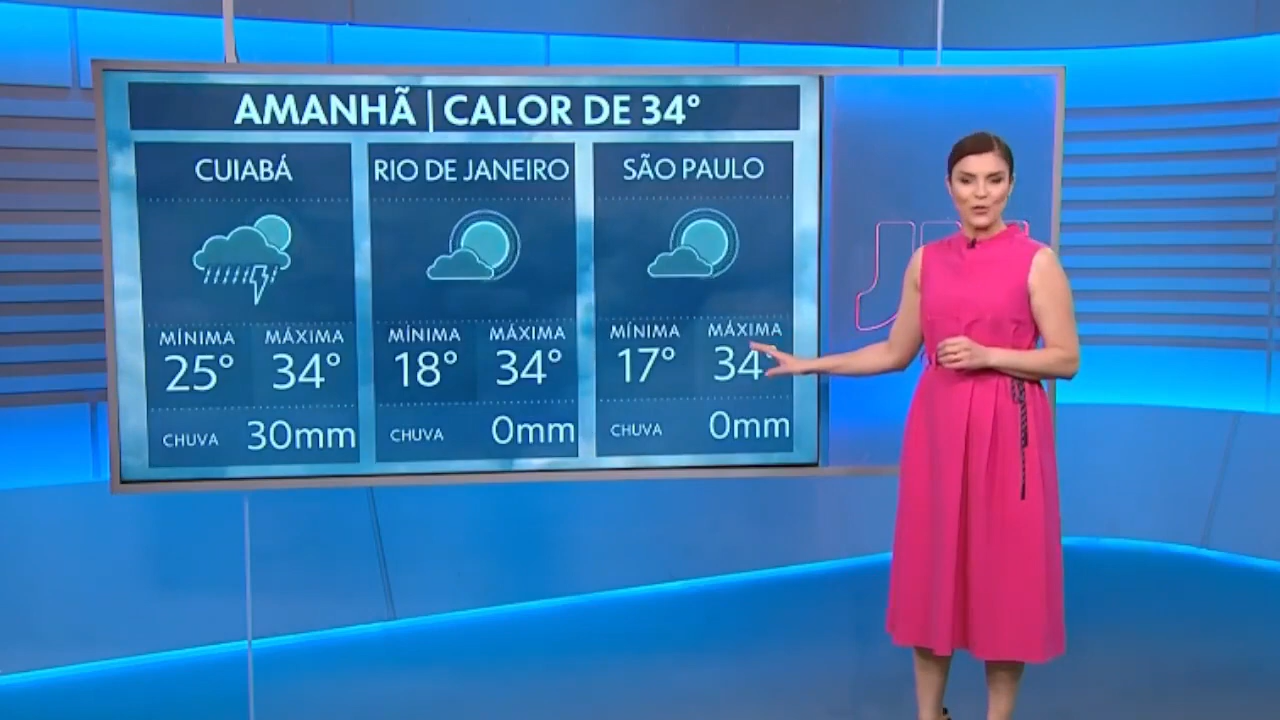 AMANHÃ | CALOR DE 34°
CUIABÁ
MÍNIMA MÁXIMA
25° 34°
CHUVA 30mm
RIO DE JANEIRO
MÍNIMA MÁXIMA
18° 34°
CHUVA 0mm
SÃO PAULO
MÍNIMA MÁXIMA
17° 34°
CHUVA 0mm